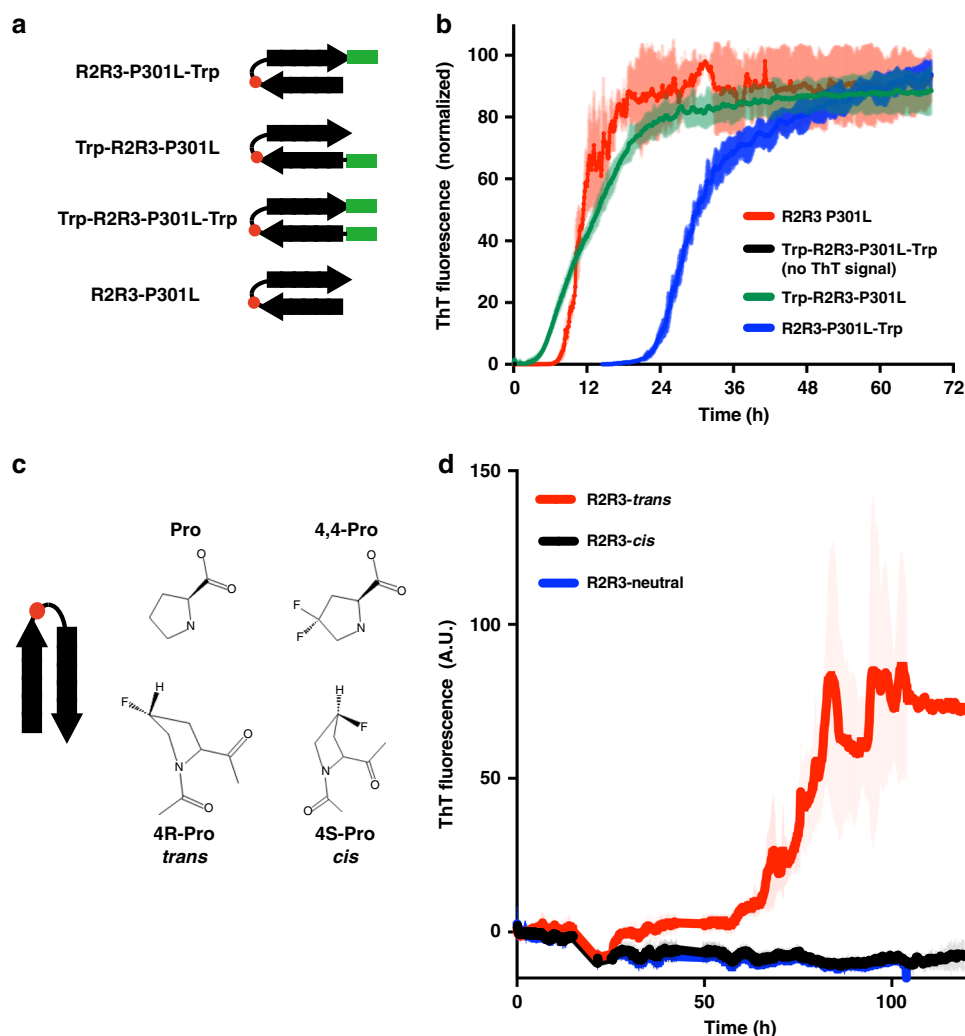 a
R2R3-P301L-Trp
Trp-R2R3-P301L
Trp-R2R3-P301L-Trp
R2R3-P301L
b
ThT fluorescence (normalized)
100
80
60
40
20
0
0 12 24 36 48 60 72
Time (h)
R2R3 P301L
Trp-R2R3-P301L-Trp
(no ThT signal)
Trp-R2R3-P301L
R2R3-P301L-Trp
c
Pro
O
O
N
4,4-Pro
O
O
F
F
N
H
F
O
N
O
4R-Pro
trans
H
F
N
O
O
4S-Pro
cis
d
ThT fluorescence (A.U.)
150
100
50
0
0 50 100
Time (h)
R2R3-trans
R2R3-cis
R2R3-neutral